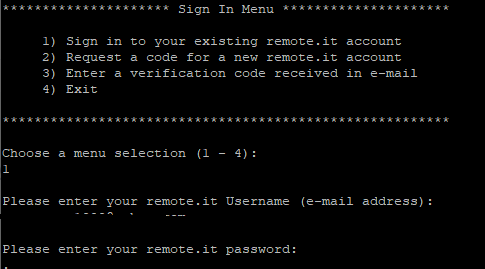 ********************* Sign In Menu *********************
1) Sign in to your existing remote.it account
2) Request a code for a new remote.it account
3) Enter a verification code received in e-mail
4) Exit
********************************************************
Choose a menu selection (1 - 4):
1
Please enter your remote.it Username (e-mail address):
Please enter your remote.it password: